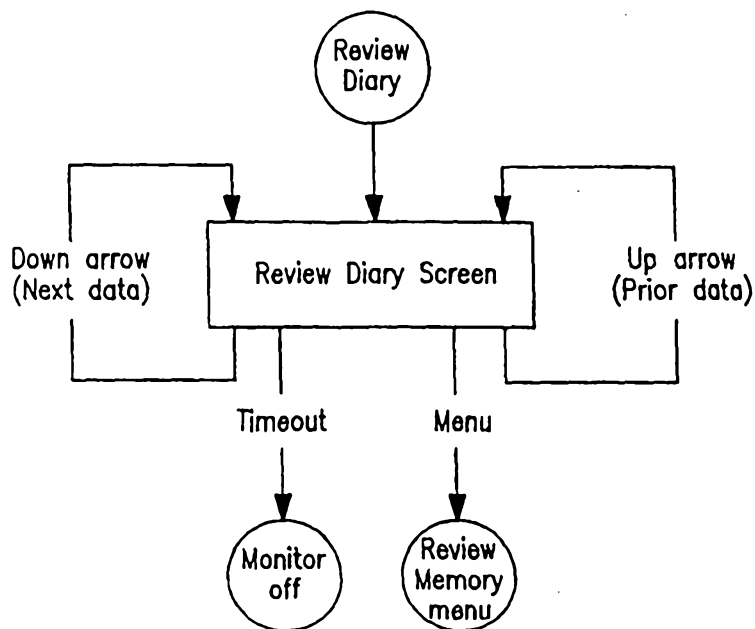 Review
Diary
Down arrow
(Next data)
Review Diary Screen
Up arrow
(Prior data)
Timeout
Menu
Monitor
off
Review
Memory
menu